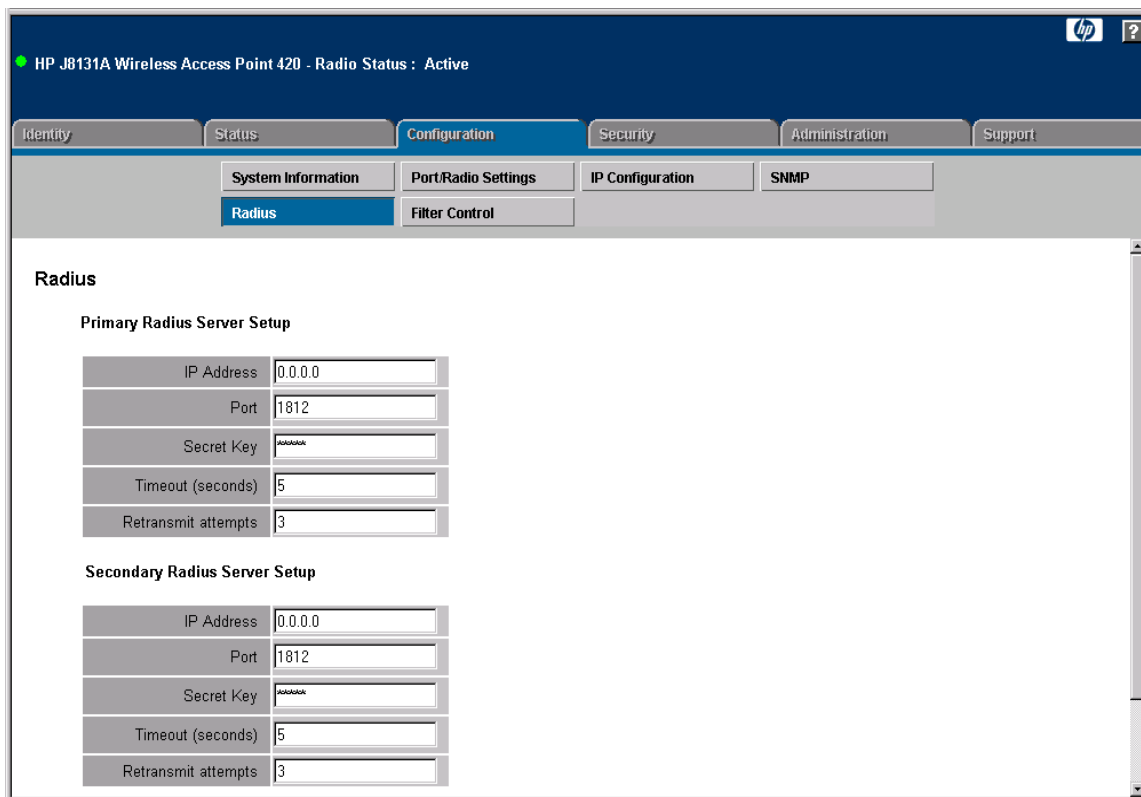 hp
?
HP J8131A Wireless Access Point 420 - Radio Status : Active
Identity Status Configuration Security Administration Support
System Information Port/Radio Settings IP Configuration SNMP
Radius Filter Control
Radius
Primary Radius Server Setup
IP Address 0.0.0.0
Port 1812
Secret Key *****
Timeout (seconds) 5
Retransmit attempts 3
Secondary Radius Server Setup
IP Address 0.0.0.0
Port 1812
Secret Key *****
Timeout (seconds) 5
Retransmit attempts 3